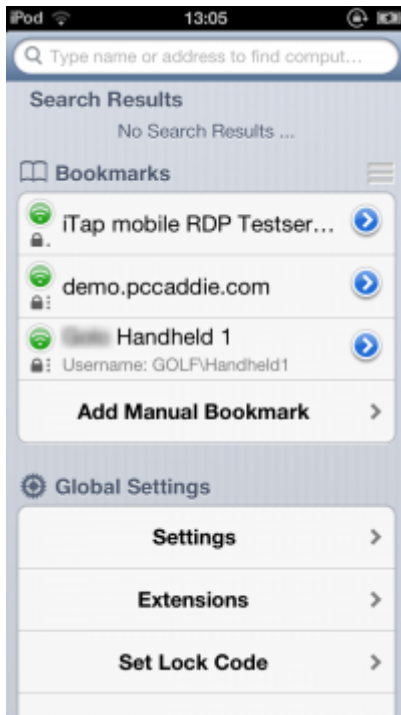 iPod 13:05
Type name or address to find comput...
Search Results
No Search Results ...
Bookmarks
iTap mobile RDP Testser...
demo.pccaddie.com
Handheld 1
Username: GOLF\Handheld1
Add Manual Bookmark
Global Settings
Settings
Extensions
Set Lock Code